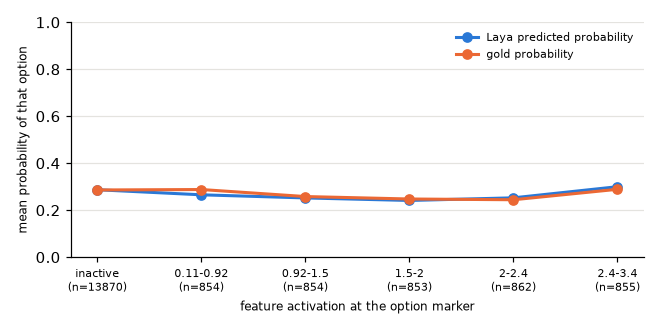 1.0
0.8
0.6
0.4
0.2
0.0
mean probability of that option
Laya predicted probability
gold probability
inactive
(n=13870)
0.11-0.92
(n=854)
0.92-1.5
(n=854)
1.5-2
(n=853)
2-2.4
(n=862)
2.4-3.4
(n=855)
feature activation at the option marker